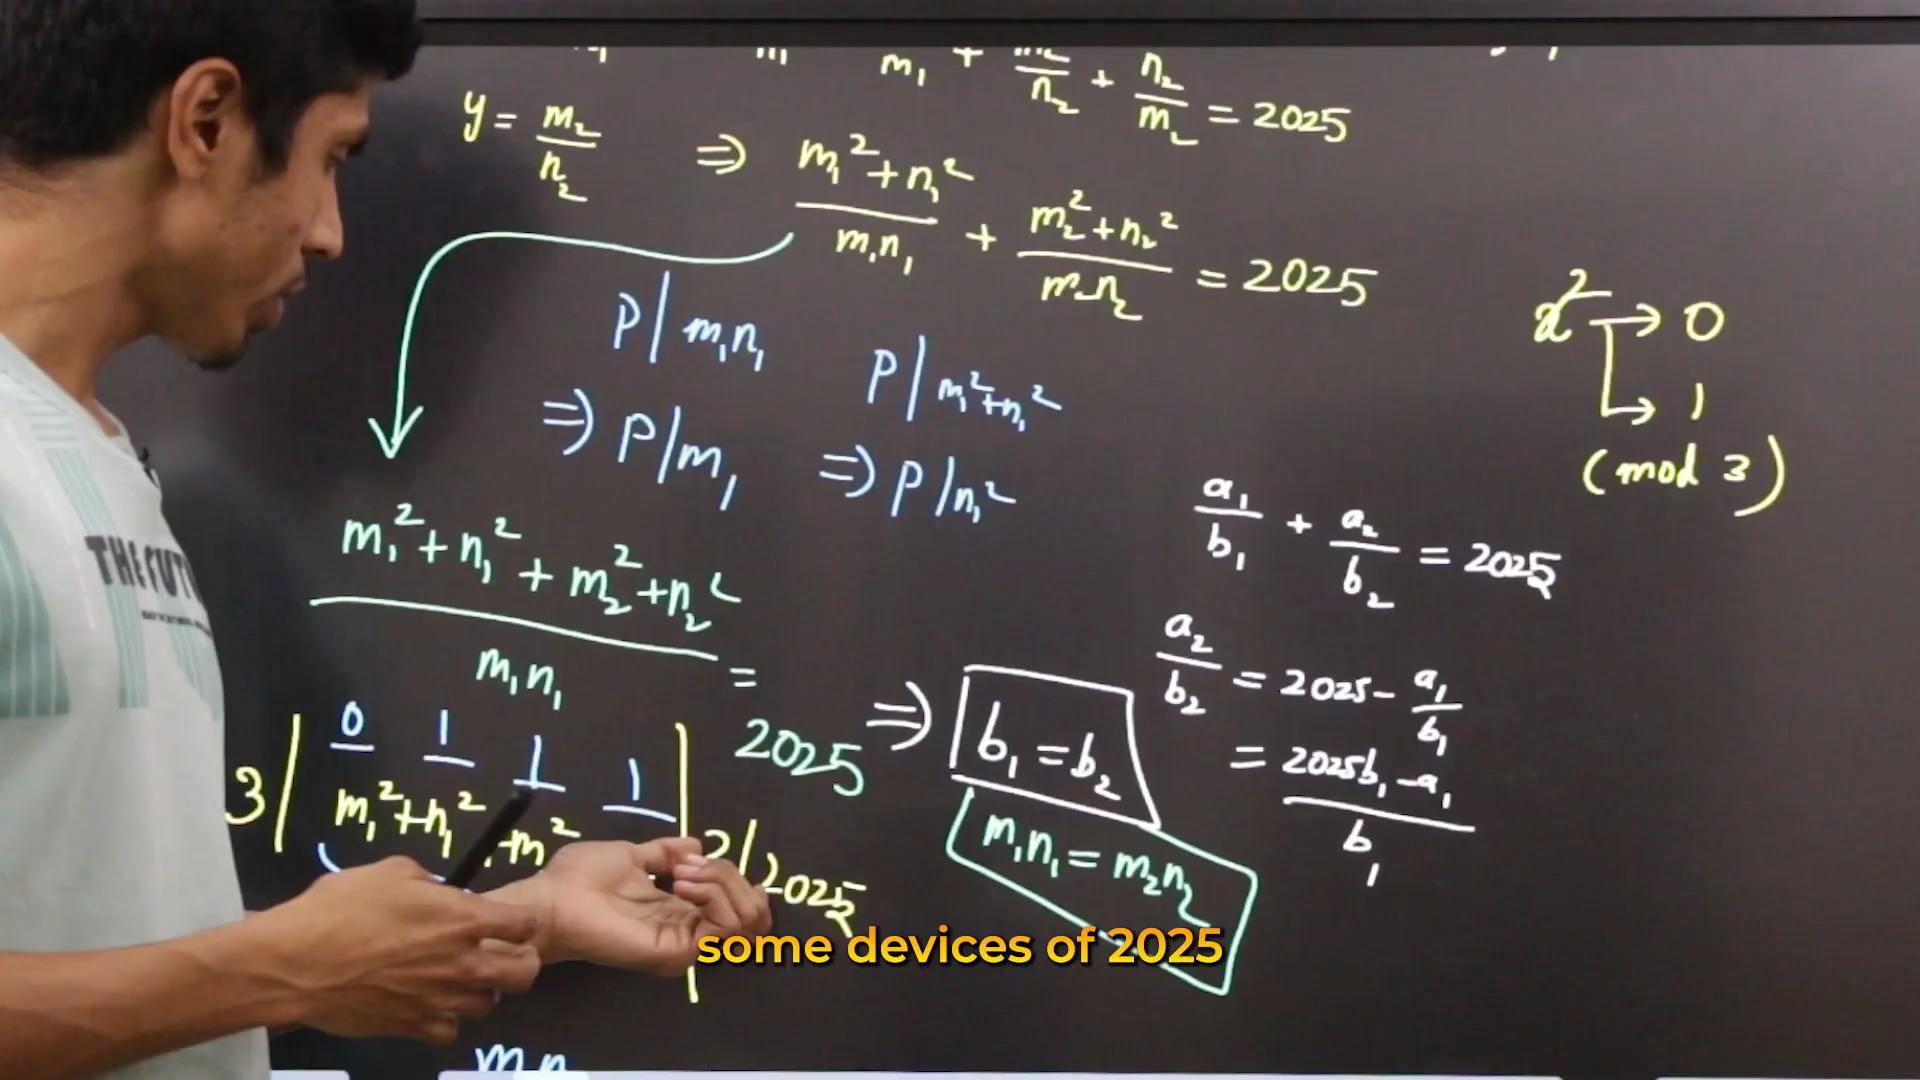 m₁ + m₂/n₂ + n₂/m₂ = 2025
y = m₂/n₂
⇒ (m₁²+n₁²)/(m₁n₁) + (m₂²+n₂²)/(m₂n₂) = 2025
P | m₁n₁
P | m₁²+n₁²
⇒ P | m₁
⇒ P | n₁²
x² → 0
→ 1
(mod 3)
(m₁²+n₁²+m₂²+n₂²)/(m₁n₁) = 2025
a₁/b₁ + a₂/b₂ = 2025
a₂/b₂ = 2025 - a₁/b₁
= (2025b₁-a₁)/b₁
⇒ b₁ = b₂
m₁n₁ = m₂n₂
0 1 1 1
3 | m₁²+n₁²+m²
2025
THE
some devices of 2025